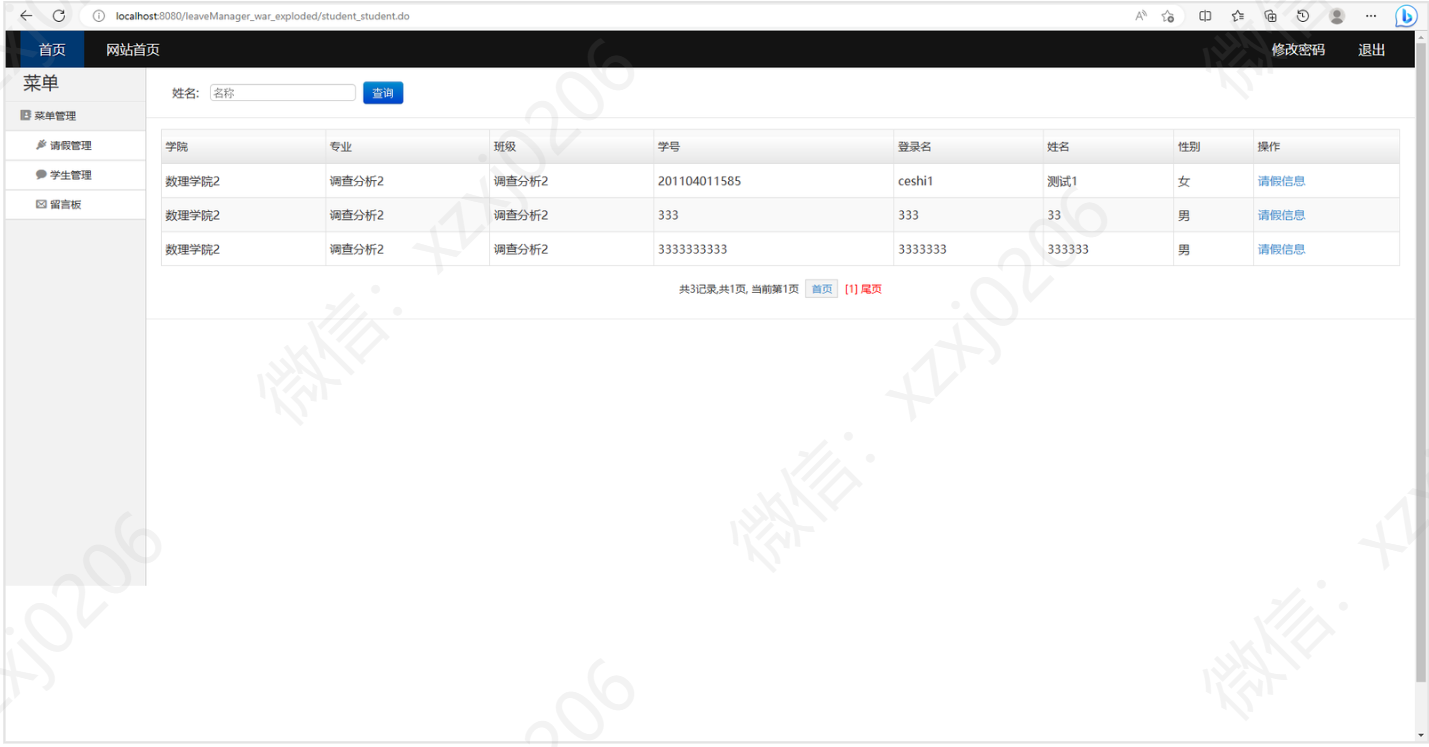 localhost:8080/leaveManager_war_exploded/student_student.do
首页 网站首页 修改密码 退出
菜单
菜单管理
请假管理
学生管理
留言板
姓名: 名称 查询
学院 专业 班级 学号 登录名 姓名 性别 操作
数理学院2 调查分析2 调查分析2 201104011585 ceshi1 测试1 女 请假信息
数理学院2 调查分析2 调查分析2 333 333 33 男 请假信息
数理学院2 调查分析2 调查分析2 3333333333 3333333 333333 男 请假信息
共3记录,共1页, 当前第1页 首页 [1] 尾页
微信：xzxj0206
微信：xzxj0206
微信：xz
xzxj0206
微信
206